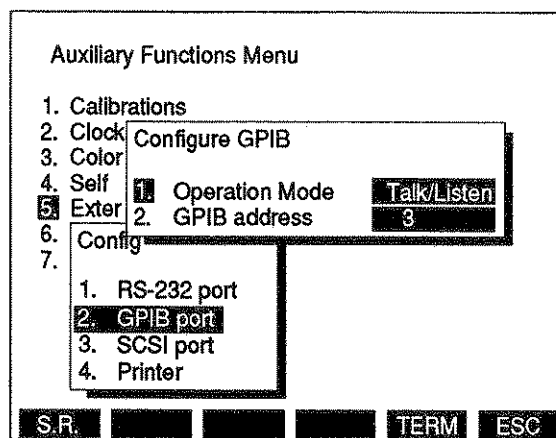 Auxiliary Functions Menu
1. Calibrations
2. Clock
3. Color
4. Self
5. Exter
6.
7.
Configure GPIB
1. Operation Mode Talk/Listen
2. GPIB address 3
Config
1. RS-232 port
2. GPIB port
3. SCSI port
4. Printer
S.R. TERM ESC